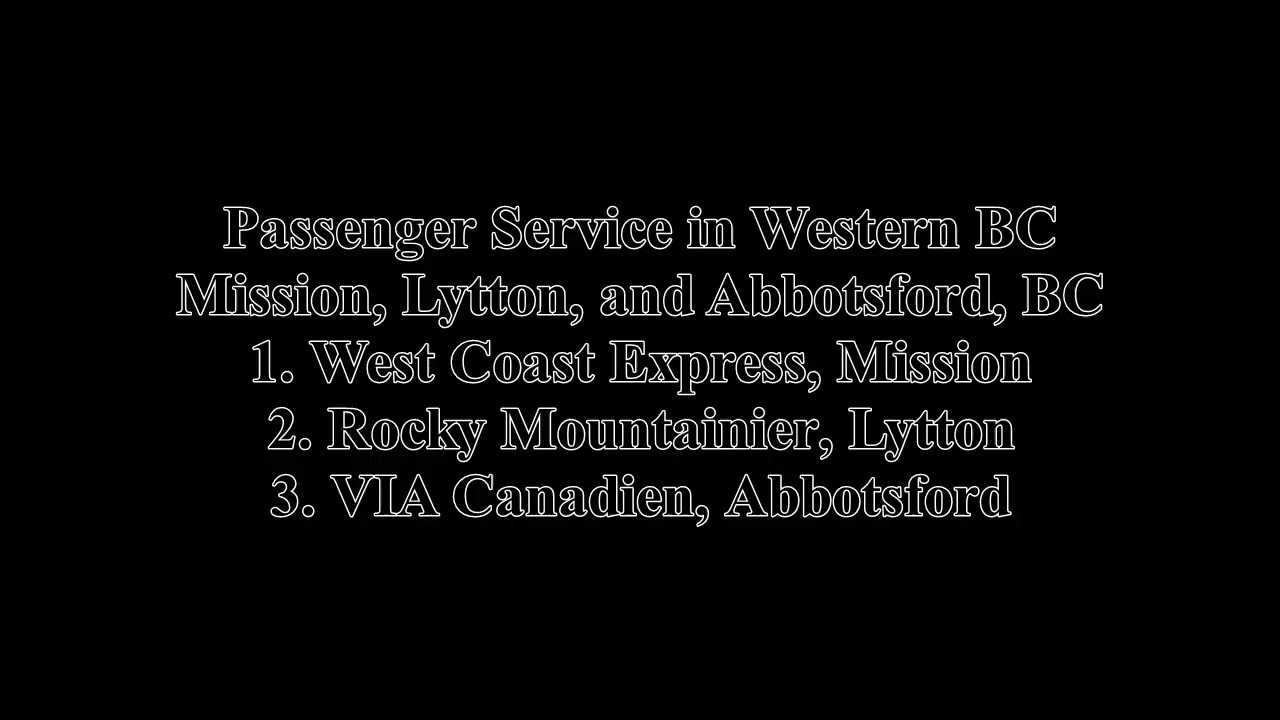 Passenger Service in Western BC
Mission, Lytton, and Abbotsford, BC
1. West Coast Express, Mission
2. Rocky Mountainier, Lytton
3. VIA Canadien, Abbotsford